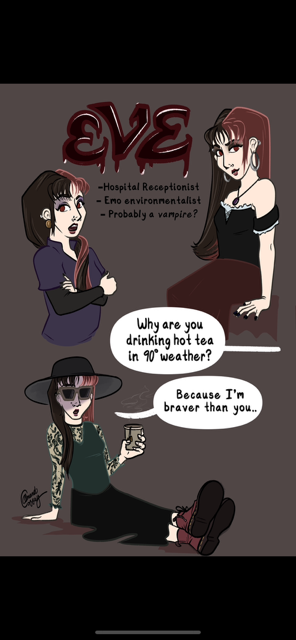 EVE
-Hospital Receptionist
- Emo environmentalist
- Probably a vampire?
Why are you
drinking hot tea
in 90° weather?
Because I'm
braver than you..